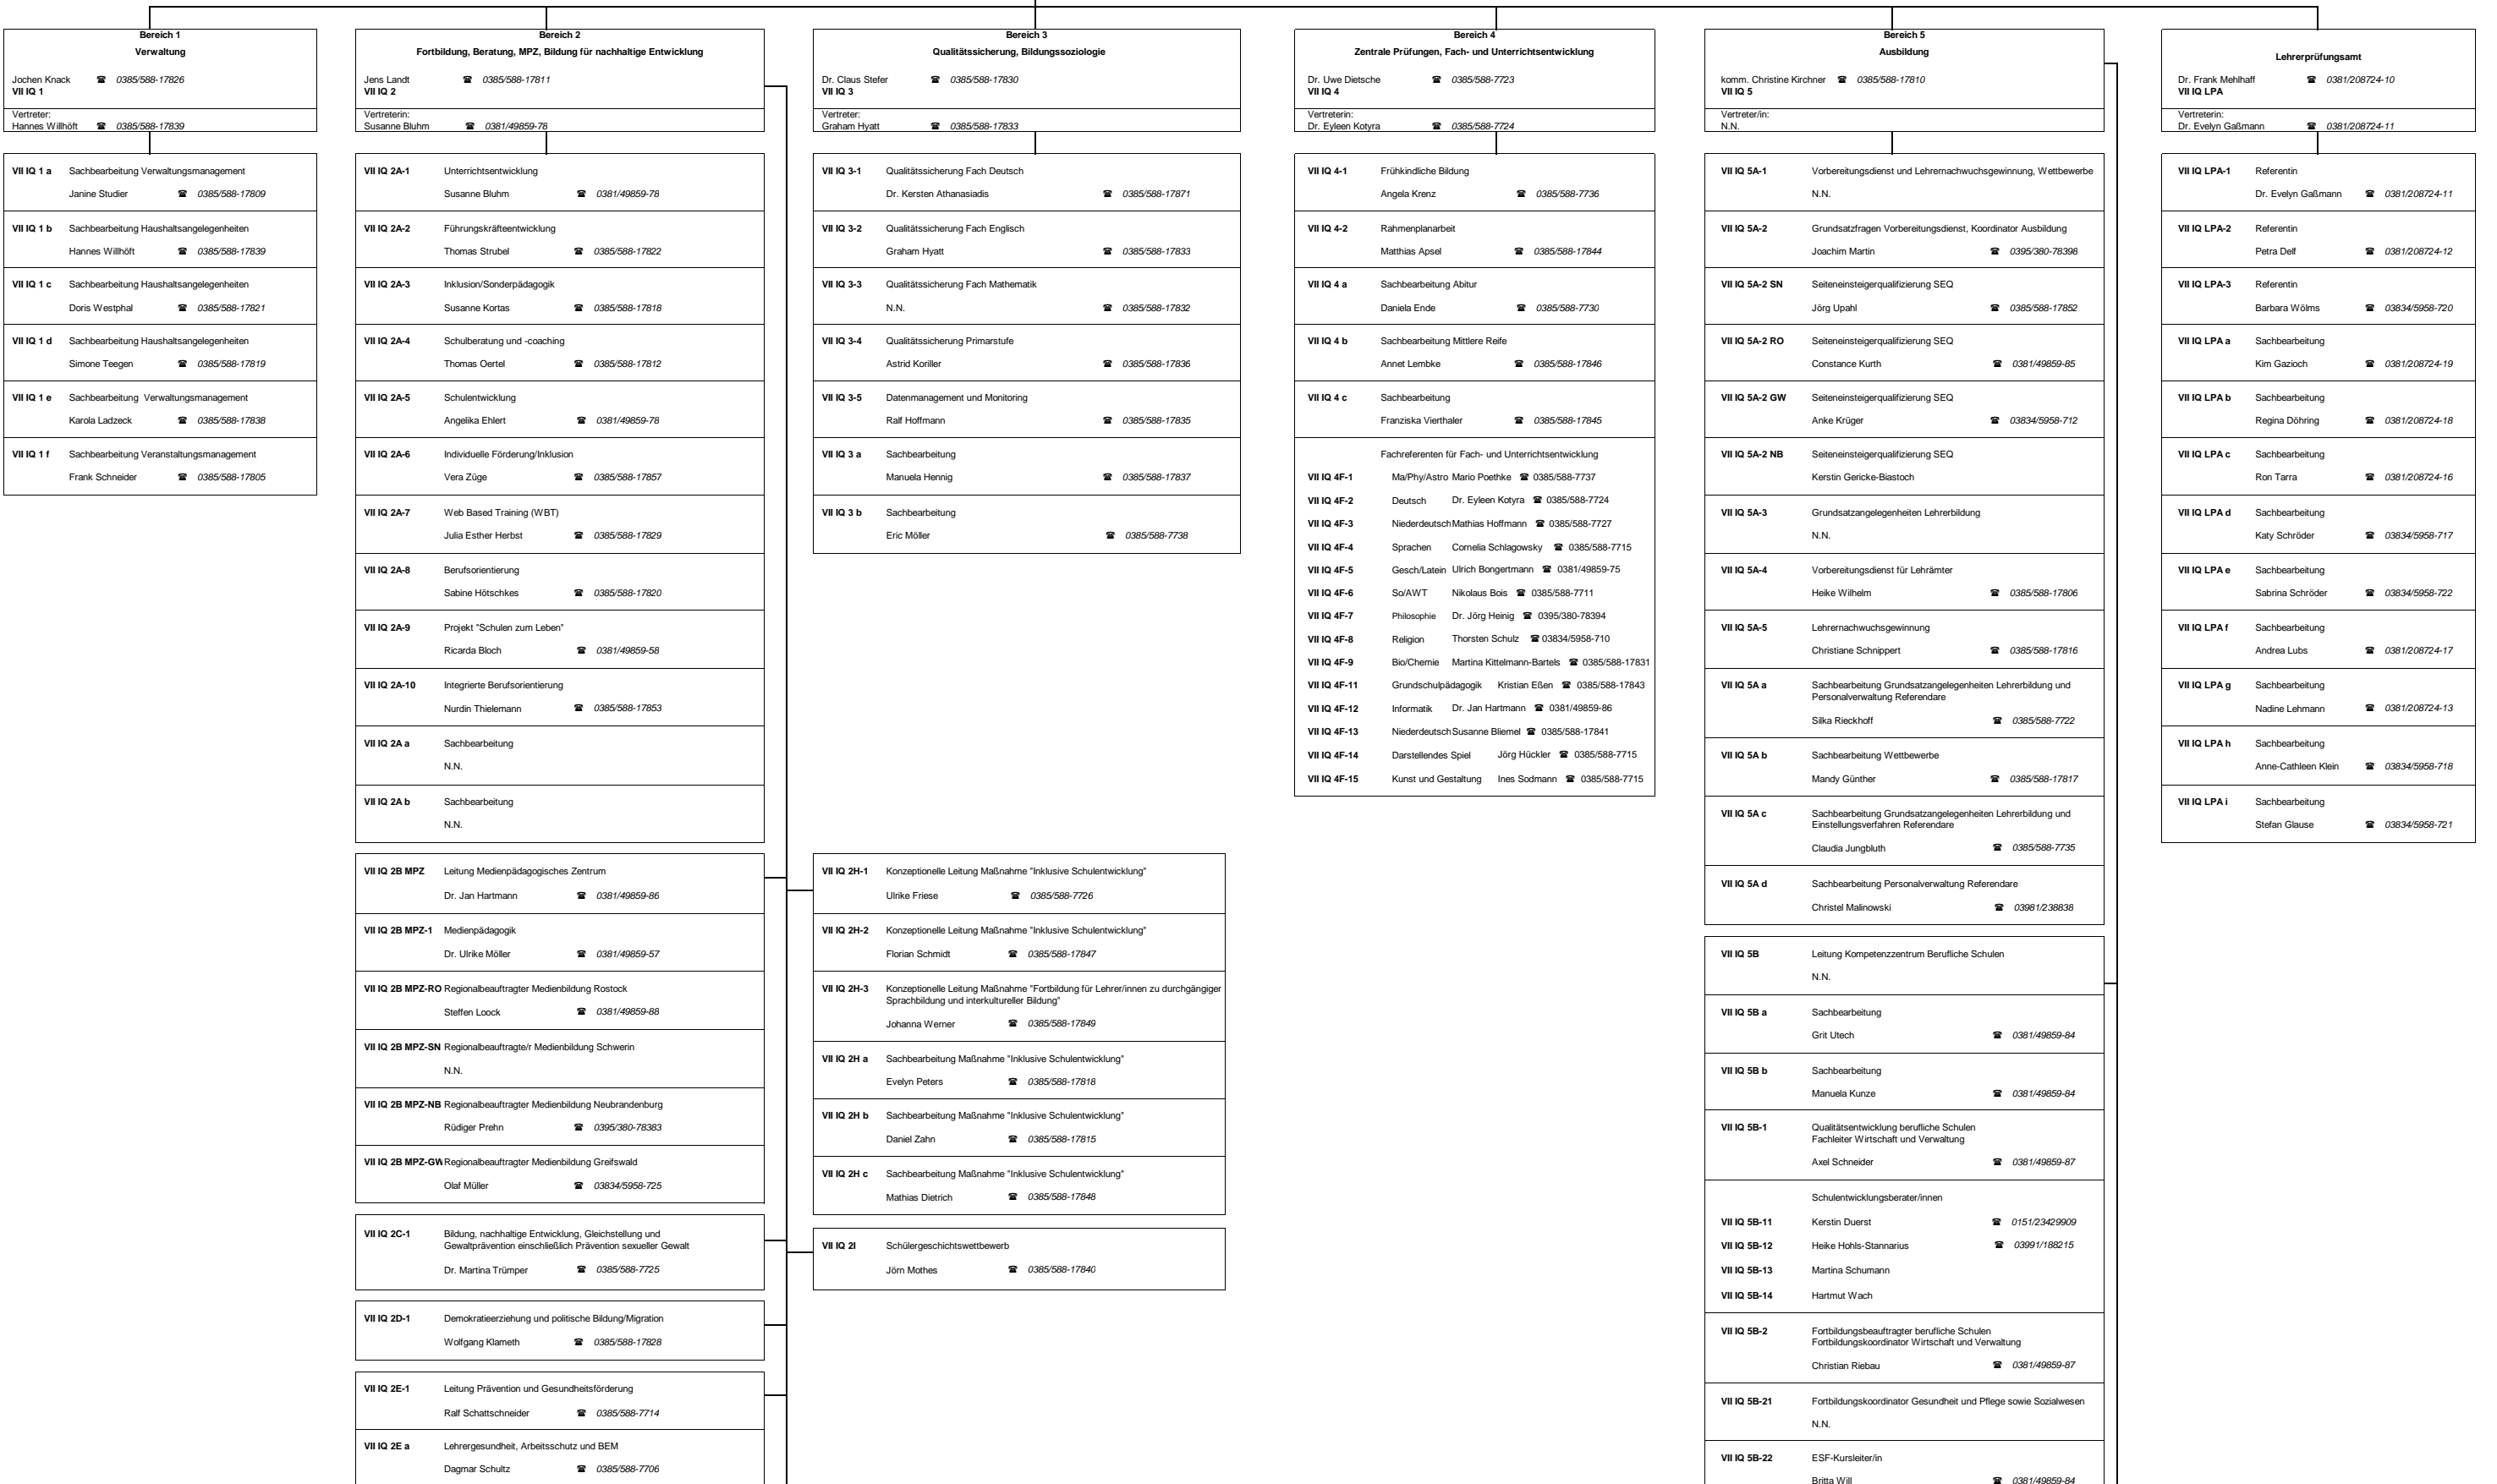 Bereich 1
Verwaltung
Jochen Knack ☎ 0385/588-17826
VII IQ 1
Vertreter:
Hannes Willhöft ☎ 0385/588-17839
VII IQ 1 a Sachbearbeitung Verwaltungsmanagement
Janine Studier ☎ 0385/588-17809
VII IQ 1 b Sachbearbeitung Haushaltsangelegenheiten
Hannes Willhöft ☎ 0385/588-17839
VII IQ 1 c Sachbearbeitung Haushaltsangelegenheiten
Doris Westphal ☎ 0385/588-17821
VII IQ 1 d Sachbearbeitung Haushaltsangelegenheiten
Simone Teegen ☎ 0385/588-17819
VII IQ 1 e Sachbearbeitung Verwaltungsmanagement
Karola Ladzeck ☎ 0385/588-17838
VII IQ 1 f Sachbearbeitung Veranstaltungsmanagement
Frank Schneider ☎ 0385/588-17805
Bereich 2
Fortbildung, Beratung, MPZ, Bildung für nachhaltige Entwicklung
Jens Landt ☎ 0385/588-17811
VII IQ 2
Vertreterin:
Susanne Bluhm ☎ 0381/49859-78
VII IQ 2A-1 Unterrichtsentwicklung
Susanne Bluhm ☎ 0381/49859-78
VII IQ 2A-2 Führungskräfteentwicklung
Thomas Strubel ☎ 0385/588-17822
VII IQ 2A-3 Inklusion/Sonderpädagogik
Susanne Kortas ☎ 0385/588-17818
VII IQ 2A-4 Schulberatung und -coaching
Thomas Oertel ☎ 0385/588-17812
VII IQ 2A-5 Schulentwicklung
Angelika Ehlert ☎ 0381/49859-78
VII IQ 2A-6 Individuelle Förderung/Inklusion
Vera Züge ☎ 0385/588-17857
VII IQ 2A-7 Web Based Training (WBT)
Julia Esther Herbst ☎ 0385/588-17829
VII IQ 2A-8 Berufsorientierung
Sabine Hötschkes ☎ 0385/588-17820
VII IQ 2A-9 Projekt "Schulen zum Leben"
Ricarda Bloch ☎ 0381/49859-58
VII IQ 2A-10 Integrierte Berufsorientierung
Nurdin Thielemann ☎ 0385/588-17853
VII IQ 2A a Sachbearbeitung
N.N.
VII IQ 2A b Sachbearbeitung
N.N.
VII IQ 2B MPZ Leitung Medienpädagogisches Zentrum
Dr. Jan Hartmann ☎ 0381/49859-86
VII IQ 2B MPZ-1 Medienpädagogik
Dr. Ulrike Möller ☎ 0381/49859-57
VII IQ 2B MPZ-RO Regionalbeauftragter Medienbildung Rostock
Steffen Loock ☎ 0381/49859-88
VII IQ 2B MPZ-SN Regionalbeauftragte/r Medienbildung Schwerin
N.N.
VII IQ 2B MPZ-NB Regionalbeauftragter Medienbildung Neubrandenburg
Rüdiger Prehn ☎ 0395/380-78383
VII IQ 2B MPZ-GW Regionalbeauftragter Medienbildung Greifswald
Olaf Müller ☎ 03834/5958-725
VII IQ 2C-1 Bildung, nachhaltige Entwicklung, Gleichstellung und
Gewaltprävention einschließlich Prävention sexueller Gewalt
Dr. Martina Trümper ☎ 0385/588-7725
VII IQ 2D-1 Demokratieerziehung und politische Bildung/Migration
Wolfgang Klameth ☎ 0385/588-17828
VII IQ 2E-1 Leitung Prävention und Gesundheitsförderung
Ralf Schattschneider ☎ 0385/588-7714
VII IQ 2E a Lehrergesundheit, Arbeitsschutz und BEM
Dagmar Schultz ☎ 0385/588-7706
Bereich 3
Qualitätssicherung, Bildungssoziologie
Dr. Claus Stefer ☎ 0385/588-17830
VII IQ 3
Vertreter:
Graham Hyatt ☎ 0385/588-17833
VII IQ 3-1 Qualitätssicherung Fach Deutsch
Dr. Kersten Athanasiadis ☎ 0385/588-17871
VII IQ 3-2 Qualitätssicherung Fach Englisch
Graham Hyatt ☎ 0385/588-17833
VII IQ 3-3 Qualitätssicherung Fach Mathematik
N.N. ☎ 0385/588-17832
VII IQ 3-4 Qualitätssicherung Primarstufe
Astrid Koriller ☎ 0385/588-17836
VII IQ 3-5 Datenmanagement und Monitoring
Ralf Hoffmann ☎ 0385/588-17835
VII IQ 3 a Sachbearbeitung
Manuela Hennig ☎ 0385/588-17837
VII IQ 3 b Sachbearbeitung
Eric Möller ☎ 0385/588-7738
VII IQ 2H-1 Konzeptionelle Leitung Maßnahme "Inklusive Schulentwicklung"
Ulrike Friese ☎ 0385/588-7726
VII IQ 2H-2 Konzeptionelle Leitung Maßnahme "Inklusive Schulentwicklung"
Florian Schmidt ☎ 0385/588-17847
VII IQ 2H-3 Konzeptionelle Leitung Maßnahme "Fortbildung für Lehrer/innen zu durchgängiger
Sprachbildung und interkultureller Bildung"
Johanna Werner ☎ 0385/588-17849
VII IQ 2H a Sachbearbeitung Maßnahme "Inklusive Schulentwicklung"
Evelyn Peters ☎ 0385/588-17818
VII IQ 2H b Sachbearbeitung Maßnahme "Inklusive Schulentwicklung"
Daniel Zahn ☎ 0385/588-17815
VII IQ 2H c Sachbearbeitung Maßnahme "Inklusive Schulentwicklung"
Mathias Dietrich ☎ 0385/588-17848
VII IQ 2I Schülergeschichtswettbewerb
Jörn Mothes ☎ 0385/588-17840
Bereich 4
Zentrale Prüfungen, Fach- und Unterrichtsentwicklung
Dr. Uwe Dietsche ☎ 0385/588-7723
VII IQ 4
Vertreterin:
Dr. Eyleen Kotyra ☎ 0385/588-7724
VII IQ 4-1 Frühkindliche Bildung
Angela Krenz ☎ 0385/588-7736
VII IQ 4-2 Rahmenplanarbeit
Matthias Apsel ☎ 0385/588-17844
VII IQ 4 a Sachbearbeitung Abitur
Daniela Ende ☎ 0385/588-7730
VII IQ 4 b Sachbearbeitung Mittlere Reife
Annet Lembke ☎ 0385/588-17846
VII IQ 4 c Sachbearbeitung
Franziska Vierthaler ☎ 0385/588-17845
Fachreferenten für Fach- und Unterrichtsentwicklung
VII IQ 4F-1 Ma/Phy/Astro Mario Poethke ☎ 0385/588-7737
VII IQ 4F-2 Deutsch Dr. Eyleen Kotyra ☎ 0385/588-7724
VII IQ 4F-3 Niederdeutsch Mathias Hoffmann ☎ 0385/588-7727
VII IQ 4F-4 Sprachen Cornelia Schlagowsky ☎ 0385/588-7715
VII IQ 4F-5 Gesch/Latein Ulrich Bongertmann ☎ 0381/49859-75
VII IQ 4F-6 So/AWT Nikolaus Bois ☎ 0385/588-7711
VII IQ 4F-7 Philosophie Dr. Jörg Heinig ☎ 0395/380-78394
VII IQ 4F-8 Religion Thorsten Schulz ☎ 03834/5958-710
VII IQ 4F-9 Bio/Chemie Martina Kittelmann-Bartels ☎ 0385/588-17831
VII IQ 4F-11 Grundschulpädagogik Kristian Eßen ☎ 0385/588-17843
VII IQ 4F-12 Informatik Dr. Jan Hartmann ☎ 0381/49859-86
VII IQ 4F-13 Niederdeutsch Susanne Bliemel ☎ 0385/588-17841
VII IQ 4F-14 Darstellendes Spiel Jörg Hückler ☎ 0385/588-7715
VII IQ 4F-15 Kunst und Gestaltung Ines Sodmann ☎ 0385/588-7715
Bereich 5
Ausbildung
komm. Christine Kirchner ☎ 0385/588-17810
VII IQ 5
Vertreter/in:
N.N.
VII IQ 5A-1 Vorbereitungsdienst und Lehrernachwuchsgewinnung, Wettbewerbe
N.N.
VII IQ 5A-2 Grundsatzfragen Vorbereitungsdienst, Koordinator Ausbildung
Joachim Martin ☎ 0395/380-78398
VII IQ 5A-2 SN Seiteneinsteigerqualifizierung SEQ
Jörg Upahl ☎ 0385/588-17852
VII IQ 5A-2 RO Seiteneinsteigerqualifizierung SEQ
Constance Kurth ☎ 0381/49859-85
VII IQ 5A-2 GW Seiteneinsteigerqualifizierung SEQ
Anke Krüger ☎ 03834/5958-712
VII IQ 5A-2 NB Seiteneinsteigerqualifizierung SEQ
Kerstin Gericke-Biastoch
VII IQ 5A-3 Grundsatzangelegenheiten Lehrerbildung
N.N.
VII IQ 5A-4 Vorbereitungsdienst für Lehrämter
Heike Wilhelm ☎ 0385/588-17806
VII IQ 5A-5 Lehrernachwuchsgewinnung
Christiane Schnippert ☎ 0385/588-17816
VII IQ 5A a Sachbearbeitung Grundsatzangelegenheiten Lehrerbildung und
Personalverwaltung Referendare
Silka Rieckhoff ☎ 0385/588-7722
VII IQ 5A b Sachbearbeitung Wettbewerbe
Mandy Günther ☎ 0385/588-17817
VII IQ 5A c Sachbearbeitung Grundsatzangelegenheiten Lehrerbildung und
Einstellungsverfahren Referendare
Claudia Jungbluth ☎ 0385/588-7735
VII IQ 5A d Sachbearbeitung Personalverwaltung Referendare
Christel Malinowski ☎ 03981/238838
VII IQ 5B Leitung Kompetenzzentrum Berufliche Schulen
N.N.
VII IQ 5B a Sachbearbeitung
Grit Utech ☎ 0381/49859-84
VII IQ 5B b Sachbearbeitung
Manuela Kunze ☎ 0381/49859-84
VII IQ 5B-1 Qualitätsentwicklung berufliche Schulen
Fachleiter Wirtschaft und Verwaltung
Axel Schneider ☎ 0381/49859-87
Schulentwicklungsberater/innen
VII IQ 5B-11 Kerstin Duerst ☎ 0151/23429909
VII IQ 5B-12 Heike Hohls-Stannarius ☎ 03991/188215
VII IQ 5B-13 Martina Schumann
VII IQ 5B-14 Hartmut Wach
VII IQ 5B-2 Fortbildungsbeauftragter berufliche Schulen
Fortbildungskoordinator Wirtschaft und Verwaltung
Christian Riebau ☎ 0381/49859-87
VII IQ 5B-21 Fortbildungskoordinator Gesundheit und Pflege sowie Sozialwesen
N.N.
VII IQ 5B-22 ESF-Kursleiter/in
Britta Will ☎ 0381/49859-84
Lehrerprüfungsamt
Dr. Frank Mehlhaff ☎ 0381/208724-10
VII IQ LPA
Vertreterin:
Dr. Evelyn Gaßmann ☎ 0381/208724-11
VII IQ LPA-1 Referentin
Dr. Evelyn Gaßmann ☎ 0381/208724-11
VII IQ LPA-2 Referentin
Petra Delf ☎ 0381/208724-12
VII IQ LPA-3 Referentin
Barbara Wölms ☎ 03834/5958-720
VII IQ LPA a Sachbearbeitung
Kim Gazioch ☎ 0381/208724-19
VII IQ LPA b Sachbearbeitung
Regina Döhring ☎ 0381/208724-18
VII IQ LPA c Sachbearbeitung
Ron Tarra ☎ 0381/208724-16
VII IQ LPA d Sachbearbeitung
Katy Schröder ☎ 03834/5958-717
VII IQ LPA e Sachbearbeitung
Sabrina Schröder ☎ 03834/5958-722
VII IQ LPA f Sachbearbeitung
Andrea Lubs ☎ 0381/208724-17
VII IQ LPA g Sachbearbeitung
Nadine Lehmann ☎ 0381/208724-13
VII IQ LPA h Sachbearbeitung
Anne-Cathleen Klein ☎ 03834/5958-718
VII IQ LPA i Sachbearbeitung
Stefan Glause ☎ 03834/5958-721